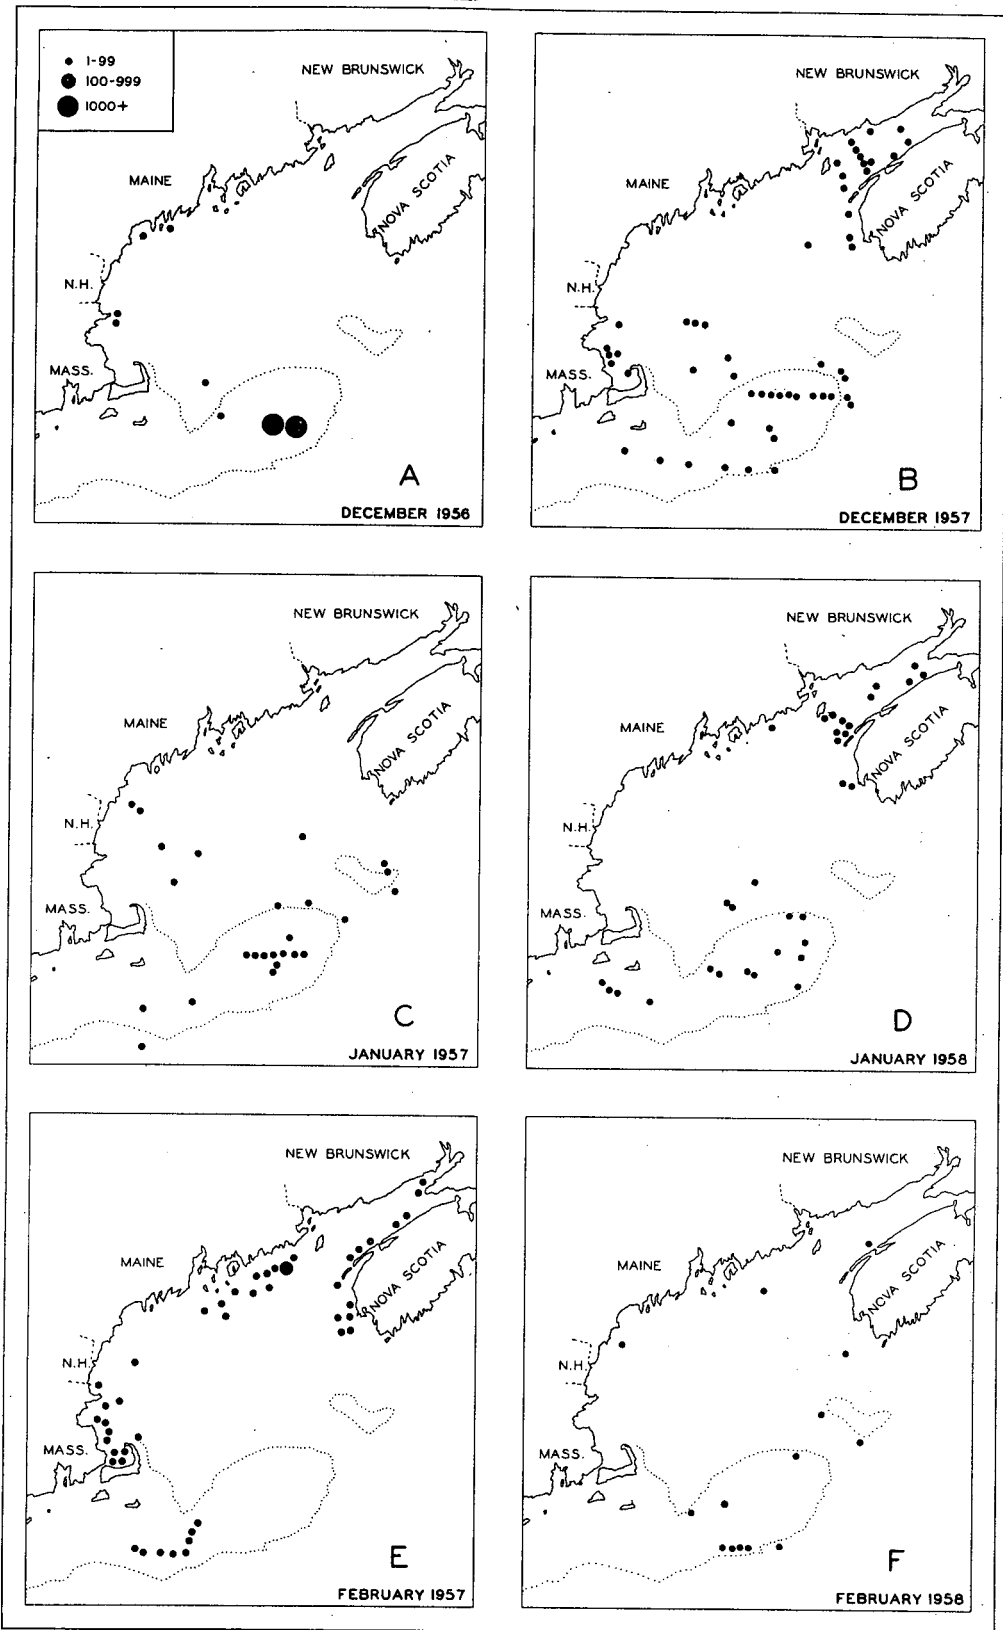 1-99
100-999
1000+
NEW BRUNSWICK
MAINE
NOVA SCOTIA
N.H.
MASS.
A
DECEMBER 1956
NEW BRUNSWICK
MAINE
NOVA SCOTIA
N.H.
MASS.
B
DECEMBER 1957
NEW BRUNSWICK
MAINE
NOVA SCOTIA
N.H.
MASS.
C
JANUARY 1957
NEW BRUNSWICK
MAINE
NOVA SCOTIA
N.H.
MASS.
D
JANUARY 1958
NEW BRUNSWICK
MAINE
NOVA SCOTIA
N.H.
MASS.
E
FEBRUARY 1957
NEW BRUNSWICK
MAINE
NOVA SCOTIA
N.H.
MASS.
F
FEBRUARY 1958